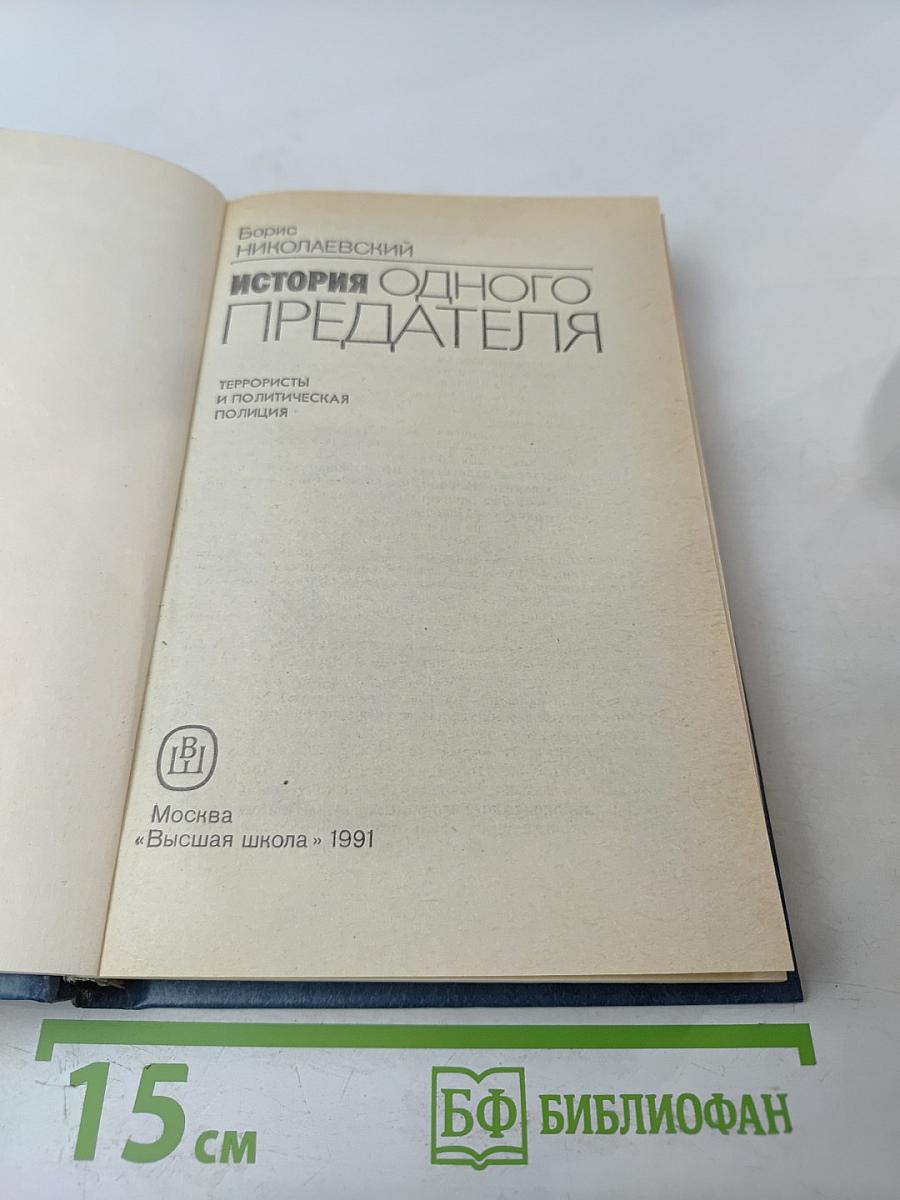 Борис
НИКОЛАЕВСКИЙ
ИСТОРИЯ ОДНОГО
ПРЕДАТЕЛЯ
ТЕРРОРИСТЫ
И ПОЛИТИЧЕСКАЯ
ПОЛИЦИЯ
ВШ
Москва
«Высшая школа» 1991
15 см
БФ БИБЛИОФАН